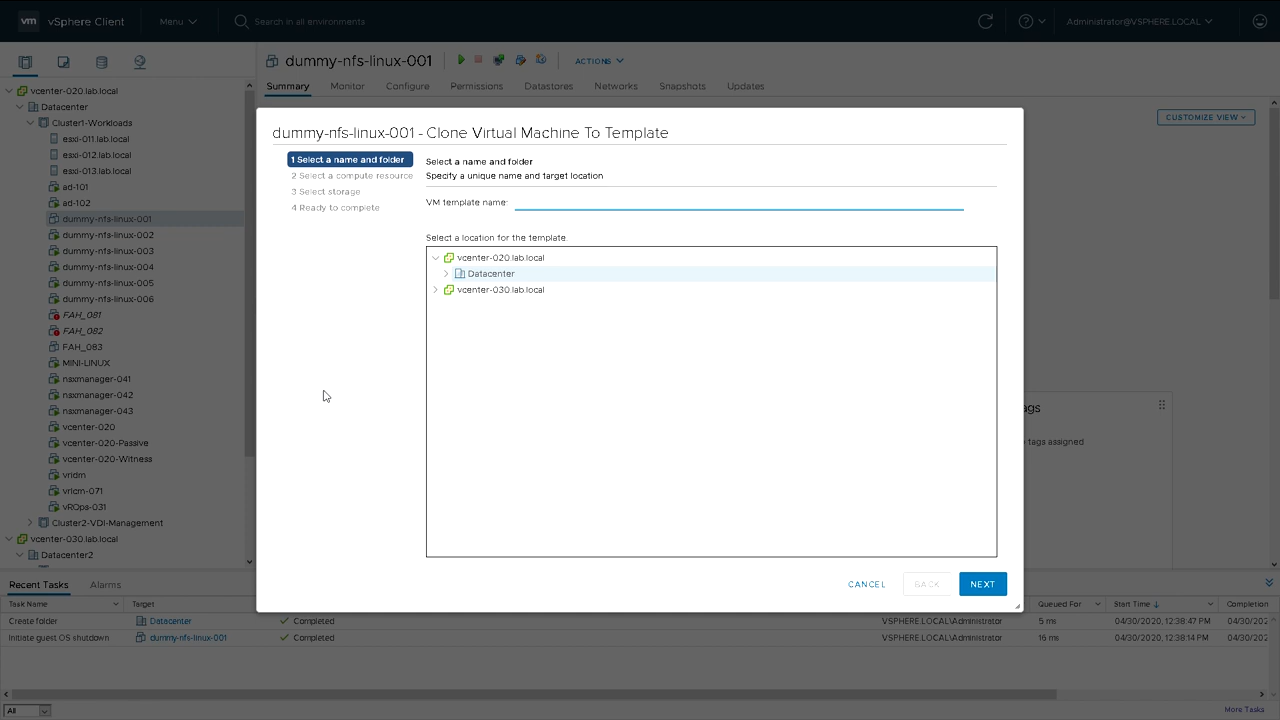 vm vSphere Client Menu Search in all environments Administrator@VSPHERE.LOCAL
dummy-nfs-linux-001 ACTIONS
Summary Monitor Configure Permissions Datastores Networks Snapshots Updates
CUSTOMIZE VIEW
vcenter-020.lab.local
Datacenter
Cluster1-Workloads
esxi-011.lab.local
esxi-012.lab.local
esxi-013.lab.local
ad-101
ad-102
dummy-nfs-linux-001
dummy-nfs-linux-002
dummy-nfs-linux-003
dummy-nfs-linux-004
dummy-nfs-linux-005
dummy-nfs-linux-006
FAH_081
FAH_082
FAH_083
MINI-LINUX
nsxmanager-041
nsxmanager-042
nsxmanager-043
vcenter-020
vcenter-020-Passive
vcenter-020-Witness
vridm
vrlcm-071
vROps-031
Cluster2-VDI-Management
vcenter-030.lab.local
Datacenter2
dummy-nfs-linux-001 - Clone Virtual Machine To Template
1 Select a name and folder
2 Select a compute resource
3 Select storage
4 Ready to complete
Select a name and folder
Specify a unique name and target location
VM template name:
Select a location for the template.
vcenter-020.lab.local
Datacenter
vcenter-030.lab.local
CANCEL BACK NEXT
ags
tags assigned
Recent Tasks Alarms
Task Name Target Queued For Start Time Completion
Create folder Datacenter Completed VSPHERE.LOCAL\Administrator 5 ms 04/30/2020, 12:38:47 PM 04/30/202
Initiate guest OS shutdown dummy-nfs-linux-001 Completed VSPHERE.LOCAL\Administrator 16 ms 04/30/2020, 12:38:14 PM 04/30/202
All More Tasks